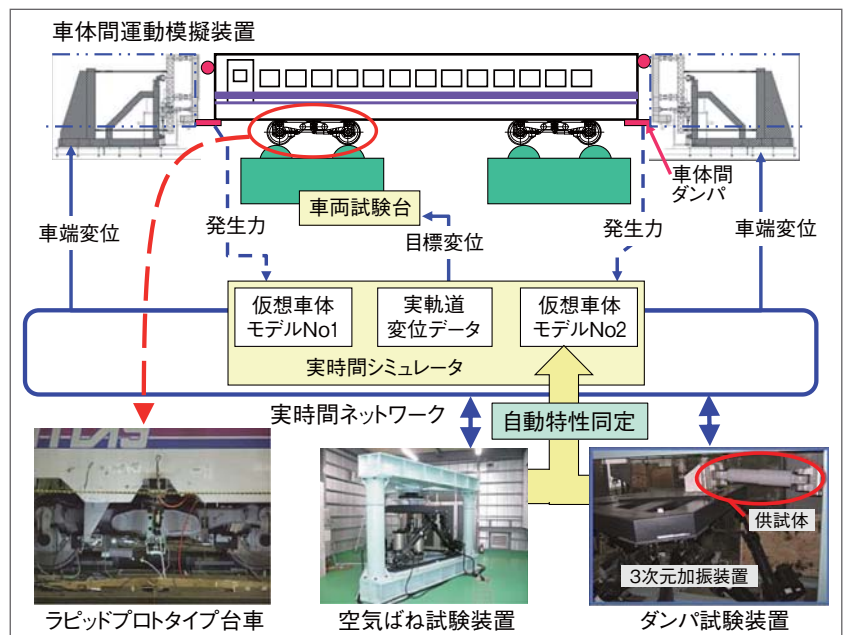 車体間運動模擬装置
車体間
ダンパ
車両試験台
車端変位
発生力
目標変位
発生力
車端変位
仮想車体
モデルNo1
実軌道
変位データ
仮想車体
モデルNo2
実時間シミュレータ
実時間ネットワーク
自動特性同定
供試体
3次元加振装置
ラピッドプロトタイプ台車
空気ばね試験装置
ダンパ試験装置